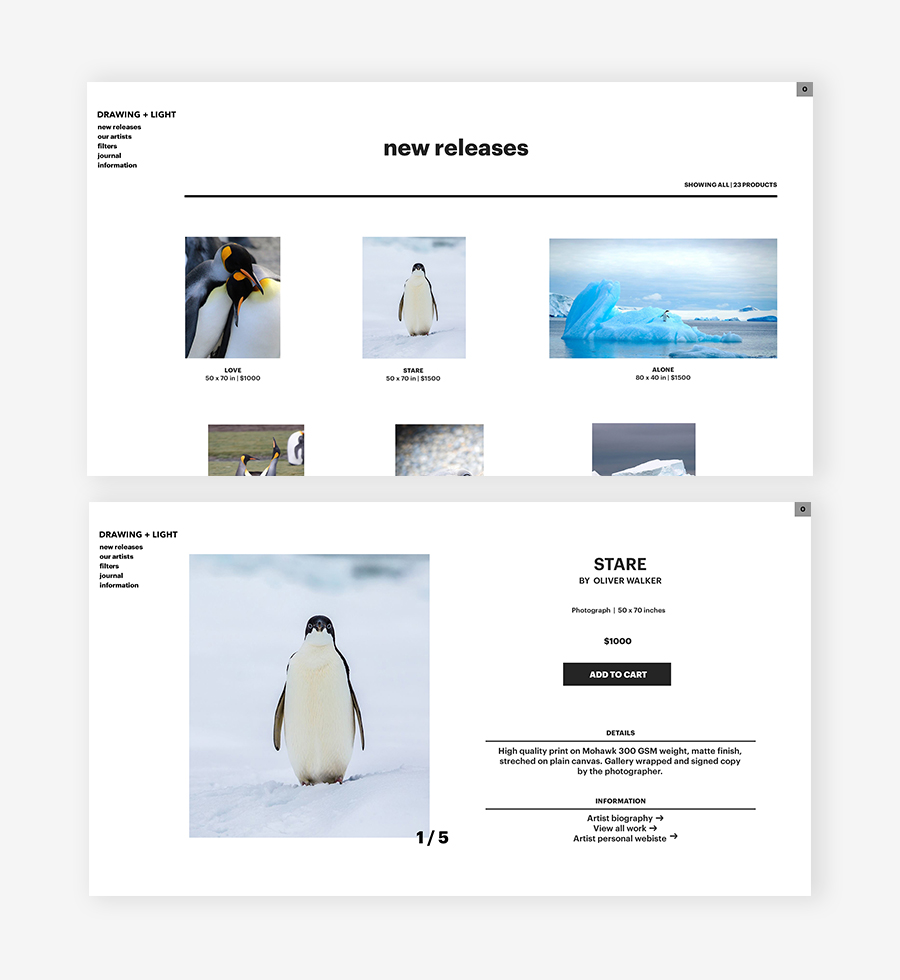 0
DRAWING + LIGHT
new releases
our artists
filters
journal
information
new releases
SHOWING ALL | 23 PRODUCTS
LOVE
50 x 70 in | $1000
STARE
50 x 70 in | $1500
ALONE
80 x 40 in | $1500
0
DRAWING + LIGHT
new releases
our artists
filters
journal
information
1 / 5
STARE
BY OLIVER WALKER
Photograph | 50 x 70 inches
$1000
ADD TO CART
DETAILS
High quality print on Mohawk 300 GSM weight, matte finish,
streched on plain canvas. Gallery wrapped and signed copy
by the photographer.
INFORMATION
Artist biography →
View all work →
Artist personal webiste →